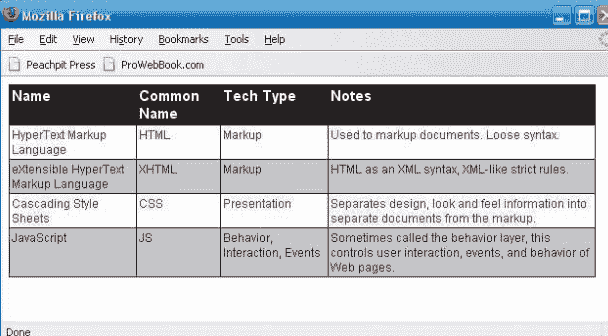 Mozilla Firefox
File Edit View History Bookmarks Tools Help
Peachpit Press ProWebBook.com
Name Common Tech Type Notes
Name
HyperText Markup HTML Markup Used to markup documents. Loose syntax.
Language
eXtensible HyperText XHTML Markup HTML as an XML syntax, XML-like strict rules.
Markup Language
Cascading Style CSS Presentation Separates design, look and feel information into
Sheets separate documents from the markup.
JavaScript JS Behavior, Sometimes called the behavior layer, this
Interaction, Events controls user interaction, events, and behavior of
Web pages.
Done